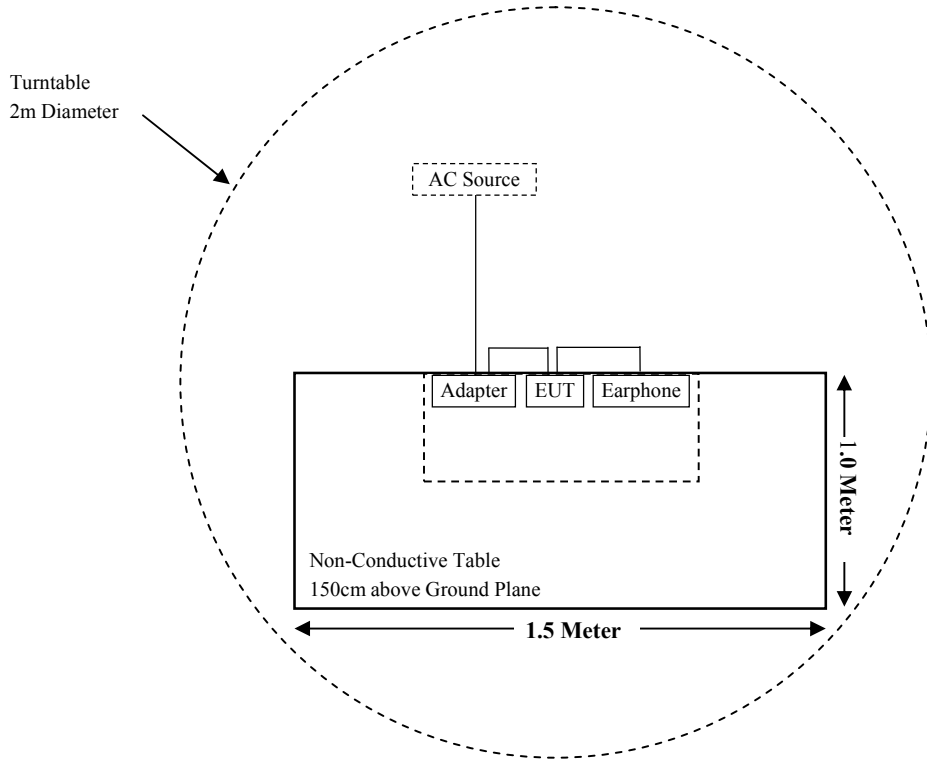 Turntable
2m Diameter
AC Source
Adapter
EUT
Earphone
1.0 Meter
Non-Conductive Table
150cm above Ground Plane
1.5 Meter